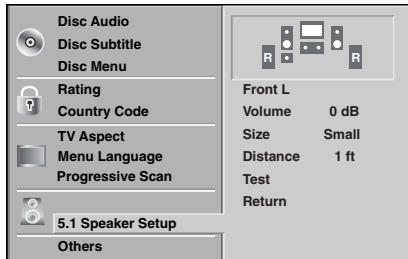 Disc Audio
Disc Subtitle
Disc Menu
Rating
Country Code
TV Aspect
Menu Language
Progressive Scan
5.1 Speaker Setup
Others
R R
Front L
Volume 0 dB
Size Small
Distance 1 ft
Test
Return